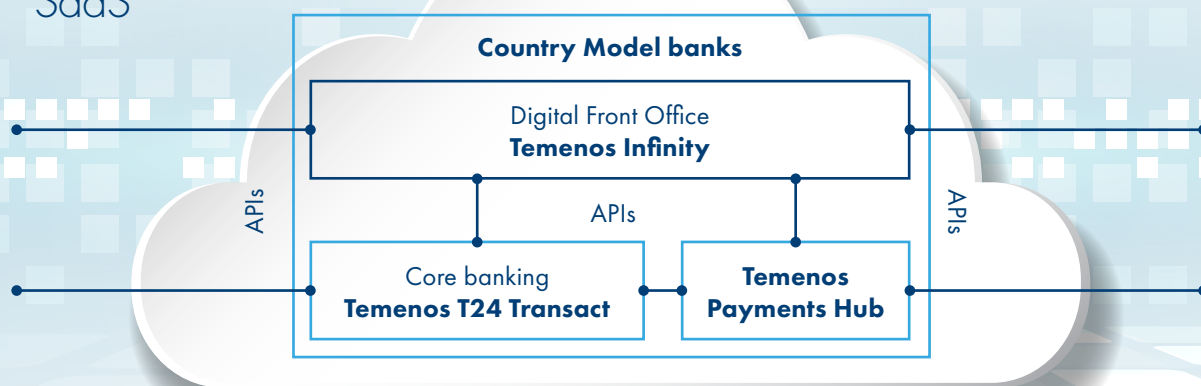 SaaS
Country Model banks
Digital Front Office
Temenos Infinity
APIs
APIs
APIs
Core banking
Temenos T24 Transact
Temenos
Payments Hub